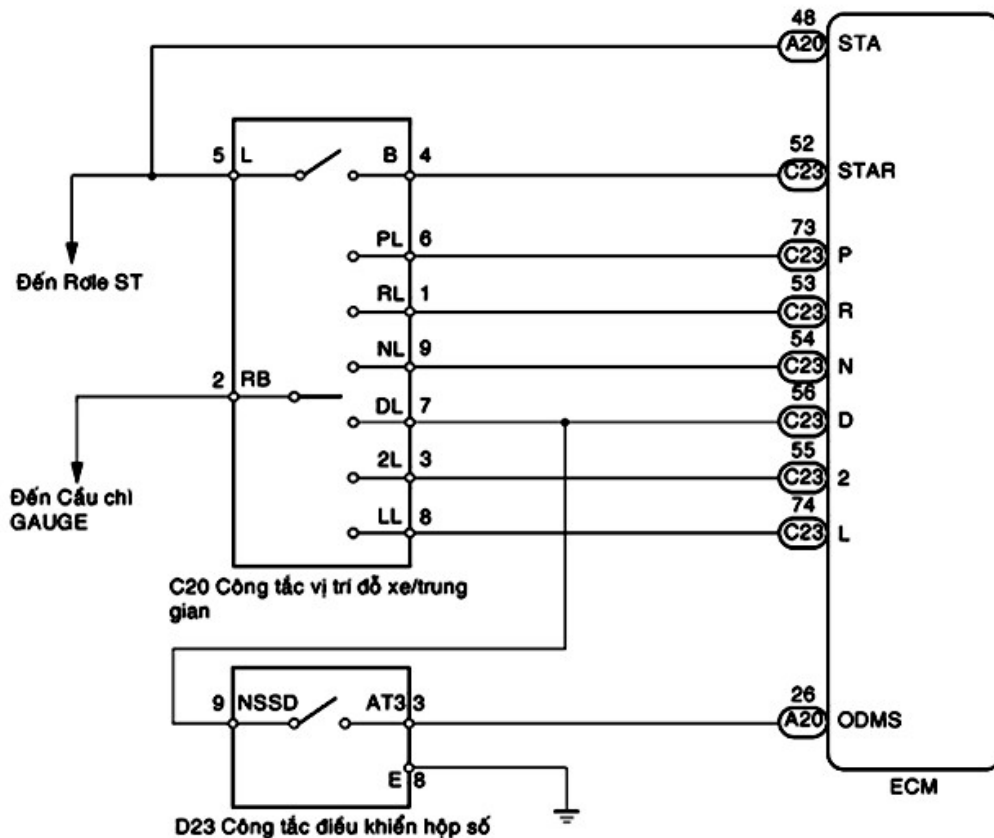 48
A20 STA
5 L B 4
52
C23 STAR
PL 6
73
C23 P
Đến Rơle ST
RL 1
53
C23 R
NL 9
54
C23 N
2 RB
56
DL 7
C23 D
2L 3
55
C23 2
Đến Cầu chì
GAUGE
LL 8
74
C23 L
C20 Công tắc vị trí đỗ xe/trung
gian
9 NSSD AT3 3
26
A20 ODMS
E 8
ECM
D23 Công tắc điều khiển hộp số